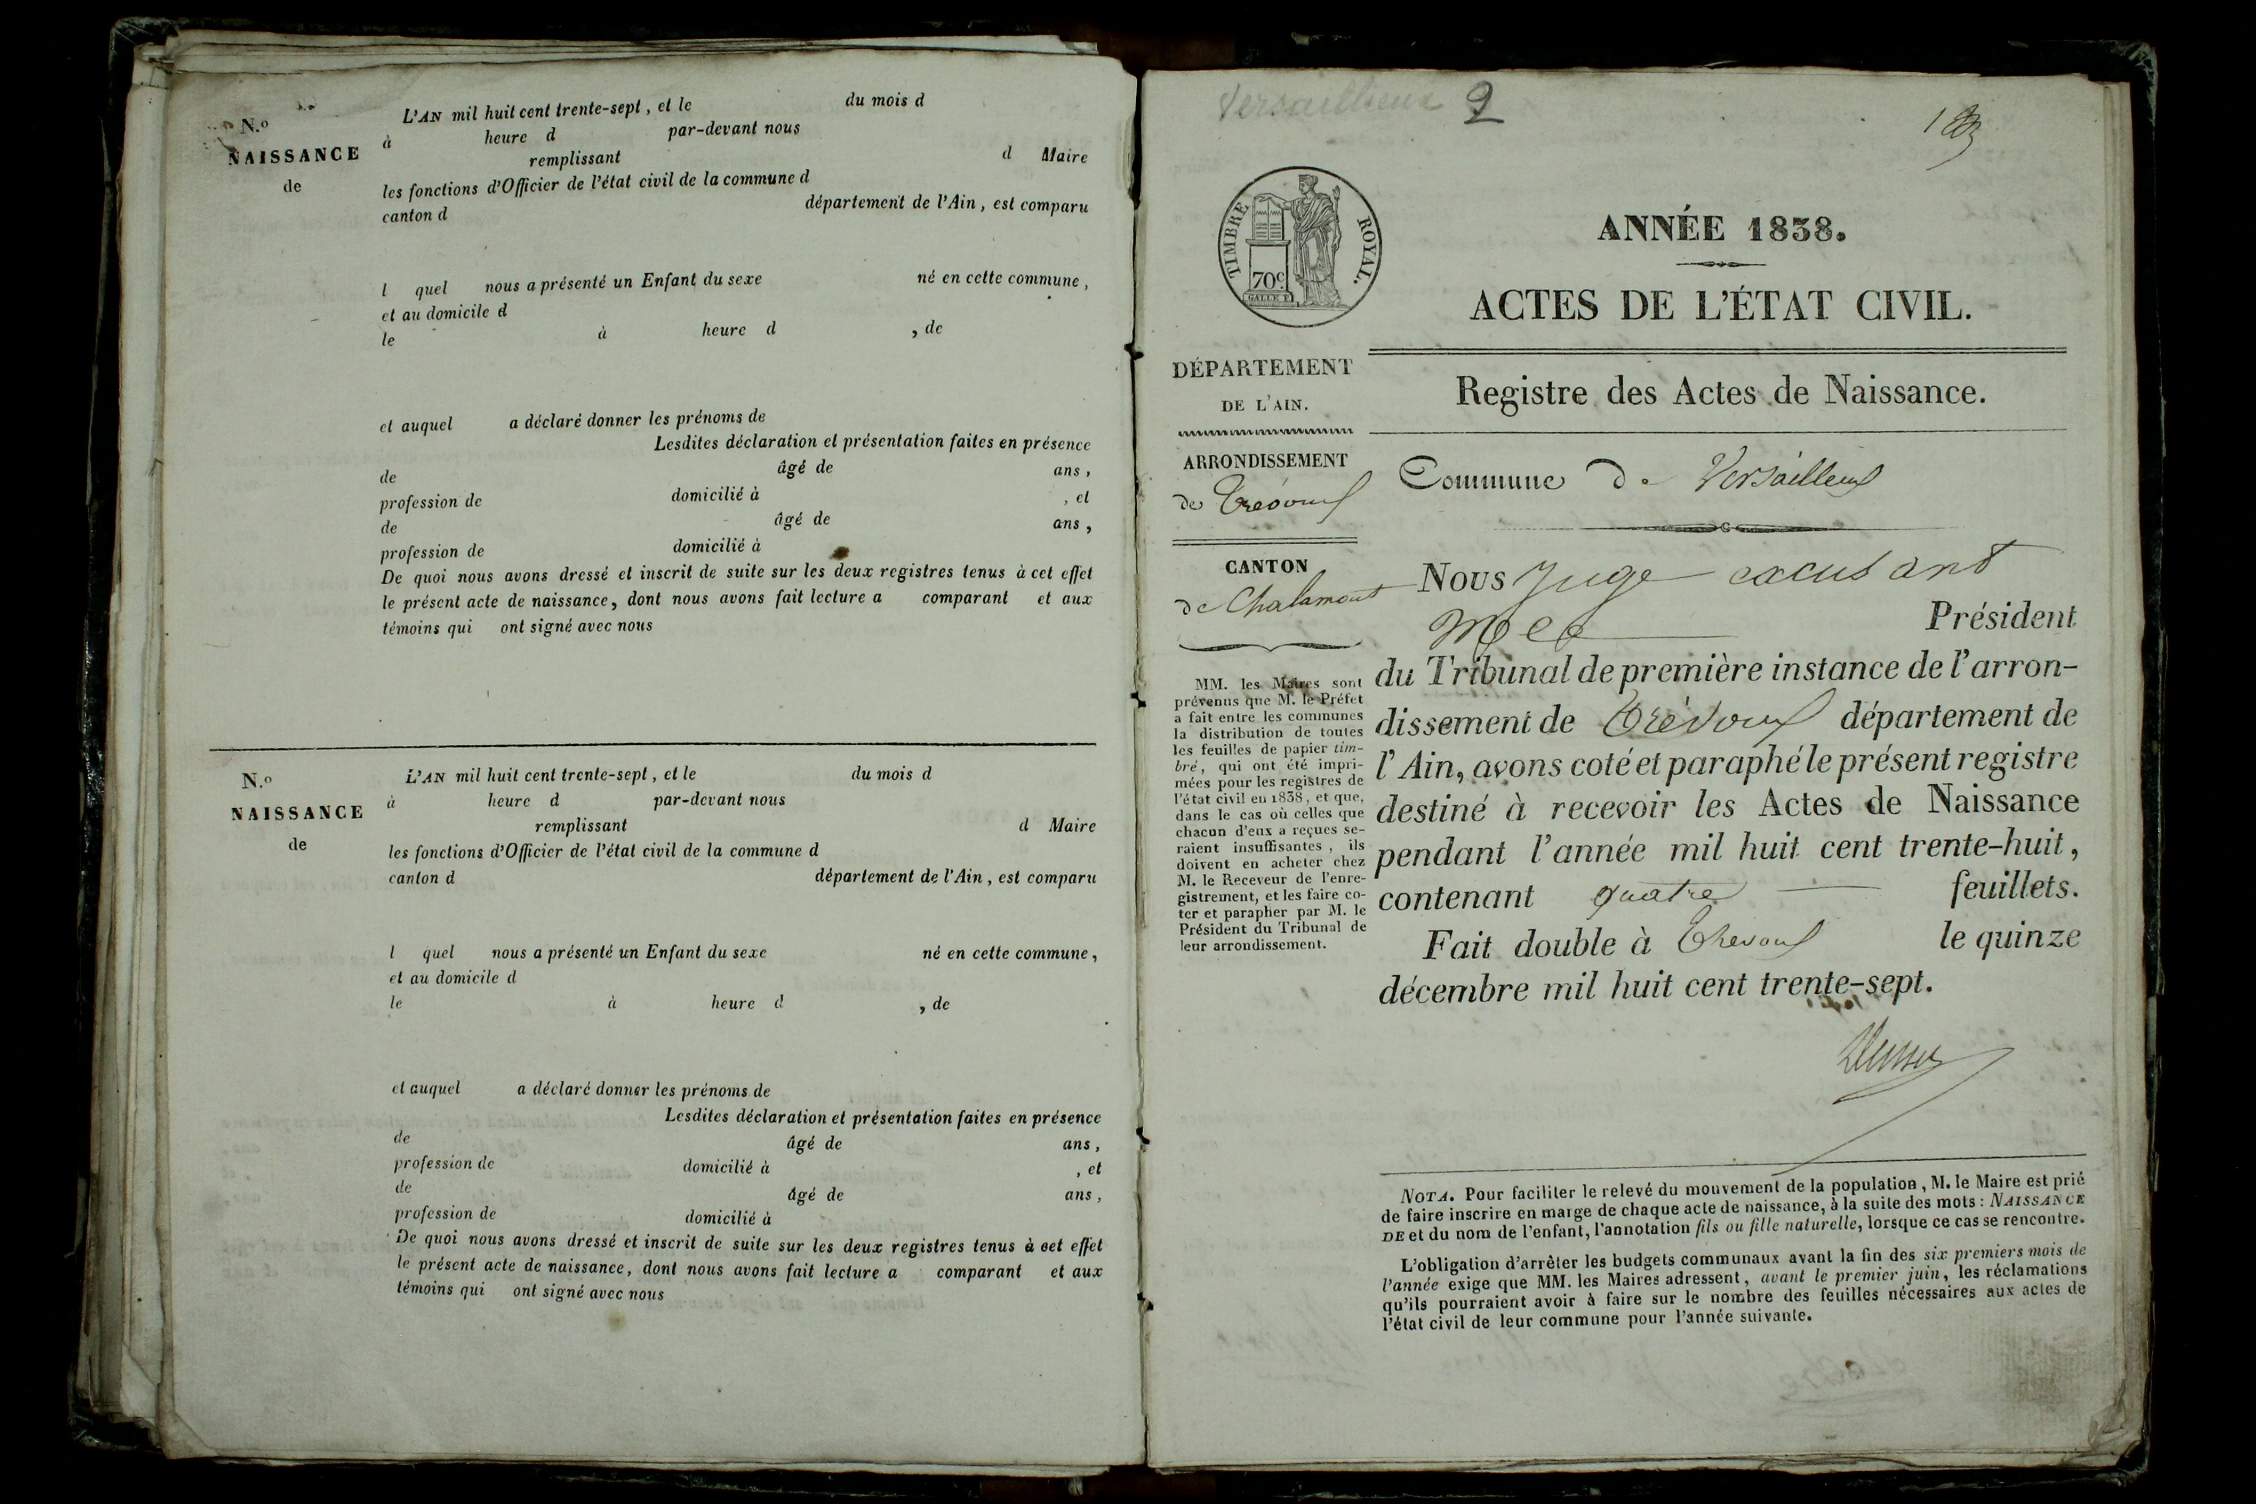 N.o
NAISSANCE
de
L'AN mil huit cent trente-sept, et le du mois d
à heure d par-devant nous
remplissant d Maire
les fonctions d'Officier de l'état civil de la commune d
canton d département de l'Ain, est comparu
l quel nous a présenté un Enfant du sexe né en cette commune,
et au domicile d
le à heure d , de
et auquel a déclaré donner les prénoms de
Lesdites déclaration et présentation faites en présence
de âgé de ans,
profession de domicilié à , et
de âgé de ans,
profession de domicilié à
De quoi nous avons dressé et inscrit de suite sur les deux registres tenus à cet effet
le présent acte de naissance, dont nous avons fait lecture a comparant et aux
témoins qui ont signé avec nous
N.o
NAISSANCE
de
L'AN mil huit cent trente-sept, et le du mois d
à heure d par-devant nous
remplissant d Maire
les fonctions d'Officier de l'état civil de la commune d
canton d département de l'Ain, est comparu
l quel nous a présenté un Enfant du sexe né en cette commune,
et au domicile d
le à heure d , de
et auquel a déclaré donner les prénoms de
Lesdites déclaration et présentation faites en présence
de âgé de ans,
profession de domicilié à , et
de âgé de ans,
profession de domicilié à
De quoi nous avons dressé et inscrit de suite sur les deux registres tenus à cet effet
le présent acte de naissance, dont nous avons fait lecture a comparant et aux
témoins qui ont signé avec nous
Versailleux 2
TIMBRE ROYAL.
70c
GALLE F.
DÉPARTEMENT
DE L'AIN.
ARRONDISSEMENT
de Trévoux
CANTON
de Chalamont
MM. les Maires sont
prévenus que M. le Préfet
a fait entre les communes
la distribution de toutes
les feuilles de papier tim-
bré, qui ont été impri-
mées pour les registres de
l'état civil en 1838, et que,
dans le cas où celles que
chacun d'eux a reçues se-
raient insuffisantes, ils
doivent en acheter chez
M. le Receveur de l'enre-
gistrement, et les faire co-
ter et parapher par M. le
Président du Tribunal de
leur arrondissement.
ANNÉE 1838.
ACTES DE L'ÉTAT CIVIL.
Registre des Actes de Naissance.
Commune De Versailleux
Nous Juge
Président
du Tribunal de première instance de l'arron-
dissement de Trévoux département de
l'Ain, avons coté et paraphé le présent registre
destiné à recevoir les Actes de Naissance
pendant l'année mil huit cent trente-huit,
contenant quatre feuillets.
Fait double à Trevoux le quinze
décembre mil huit cent trente-sept.
NOTA. Pour faciliter le relevé du mouvement de la population, M. le Maire est prié
de faire inscrire en marge de chaque acte de naissance, à la suite des mots : NAISSANCE
DE et du nom de l'enfant, l'annotation fils ou fille naturelle, lorsque ce cas se rencontre.
L'obligation d'arrêter les budgets communaux avant la fin des six premiers mois de
l'année exige que MM. les Maires adressent, avant le premier juin, les réclamations
qu'ils pourraient avoir à faire sur le nombre des feuilles nécessaires aux actes de
l'état civil de leur commune pour l'année suivante.